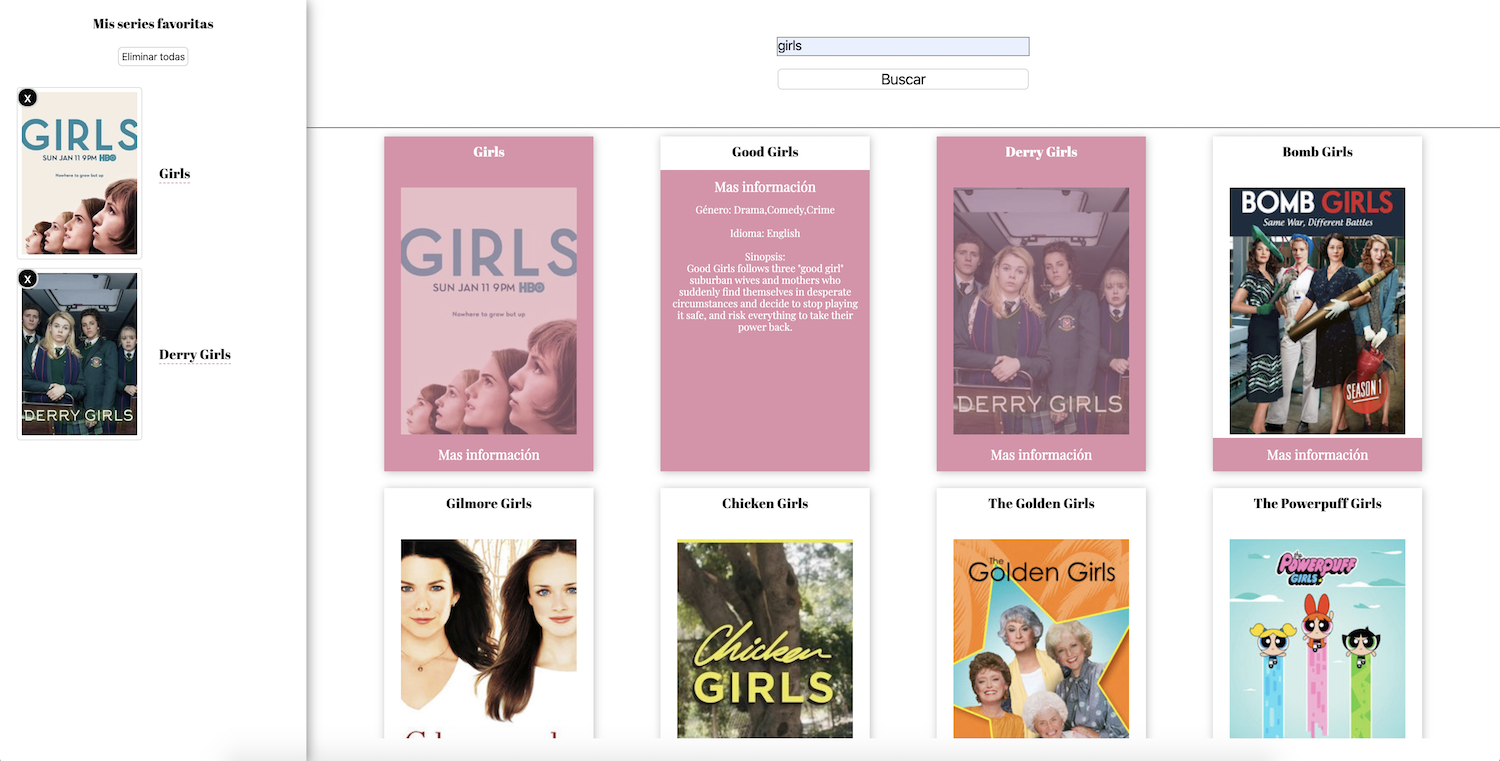 Mis series favoritas
Eliminar todas
x
GIRLS
SUN JAN 11 9PM HBO
Nowhere to grow but up
Girls
x
DERRY GIRLS
Derry Girls
girls
Buscar
Girls
GIRLS
SUN JAN 11 9PM HBO
Nowhere to grow but up
Mas información
Good Girls
Mas información
Género: Drama,Comedy,Crime
Idioma: English
Sinopsis:
Good Girls follows three "good girl"
suburban wives and mothers who
suddenly find themselves in desperate
circumstances and decide to stop playing
it safe, and risk everything to take their
power back.
Derry Girls
DERRY GIRLS
Mas información
Bomb Girls
BOMB GIRLS
Same War, Different Battles
SEASON 1
Mas información
Gilmore Girls
Chicken Girls
Chicken
GIRLS
The Golden Girls
The
Golden Girls
The Powerpuff Girls
the
POWERPUFF
GIRLS